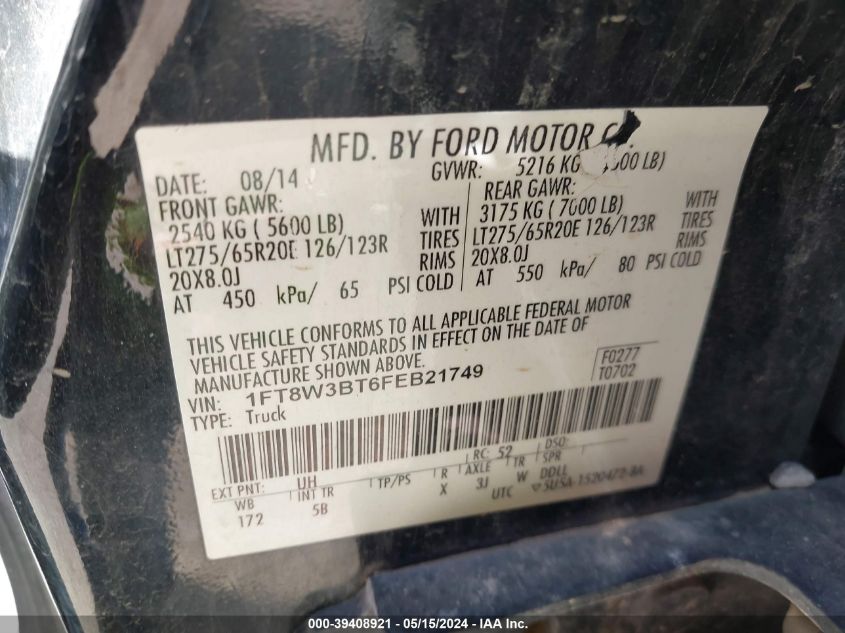 MFD. BY FORD MOTOR
DATE: 08/14 GVWR: 5216 KG
FRONT GAWR: REAR GAWR:
2540 KG ( 5600 LB) WITH 3175 KG ( 7000 LB) WITH
LT275/65R20E 126/123R TIRES LT275/65R20E 126/123R TIRES
20X8.0J RIMS 20X8.0J RIMS
AT 450 kPa/ 65 PSI COLD AT 550 kPa/ 80 PSI COLD
THIS VEHICLE CONFORMS TO ALL APPLICABLE FEDERAL MOTOR
VEHICLE SAFETY STANDARDS IN EFFECT ON THE DATE OF
MANUFACTURE SHOWN ABOVE.
F0277
VIN: 1FT8W3BT6FEB21749
T0702
TYPE: Truck
EXT PNT: UH RC: 52 DSO:
WB INT TR TP/PS R AXLE TR SPR
172 5B X 3J W DDLL
UTC SUSA-1520472-BA
000-39408921 - 05/15/2024 - IAA Inc.